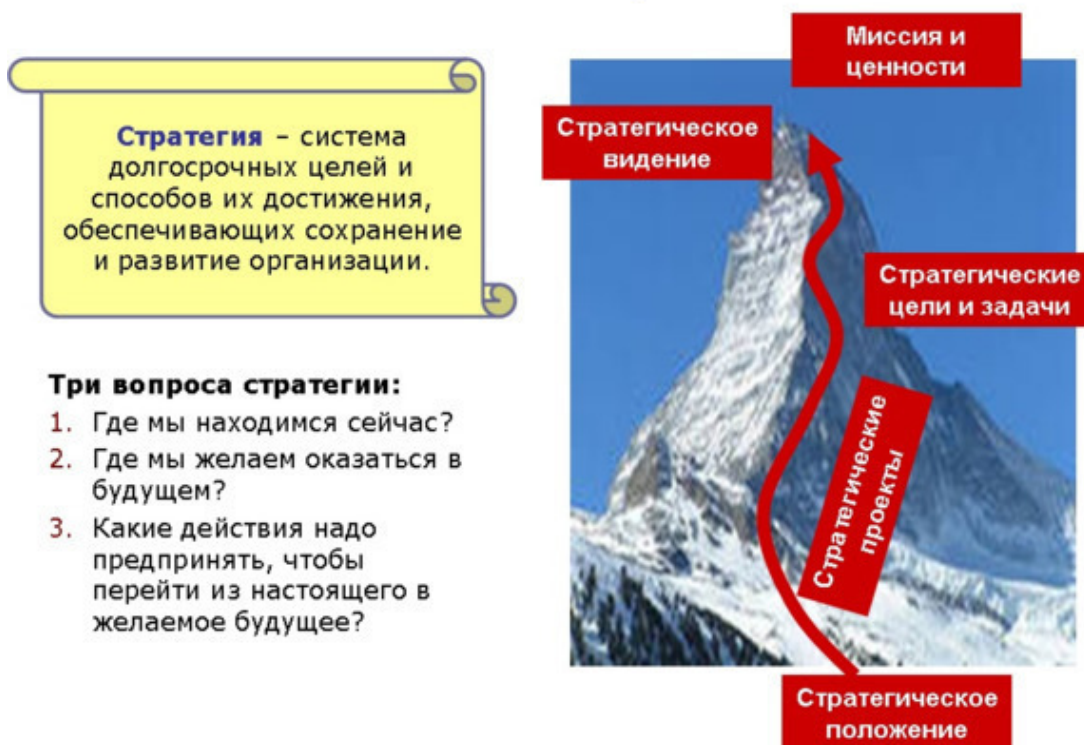 Стратегия – система
долгосрочных целей и
способов их достижения,
обеспечивающих сохранение
и развитие организации.
Три вопроса стратегии:
1. Где мы находимся сейчас?
2. Где мы желаем оказаться в
будущем?
3. Какие действия надо
предпринять, чтобы
перейти из настоящего в
желаемое будущее?
Миссия и
ценности
Стратегическое
видение
Стратегические
цели и задачи
Стратегические
проекты
Стратегическое
положение